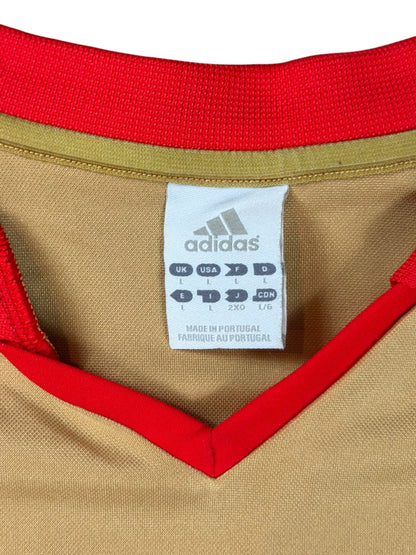 adidas
UK USA F D
L L L L
E I J CDN
L L 2XO L/G
MADE IN PORTUGAL
FABRIQUE AU PORTUGAL